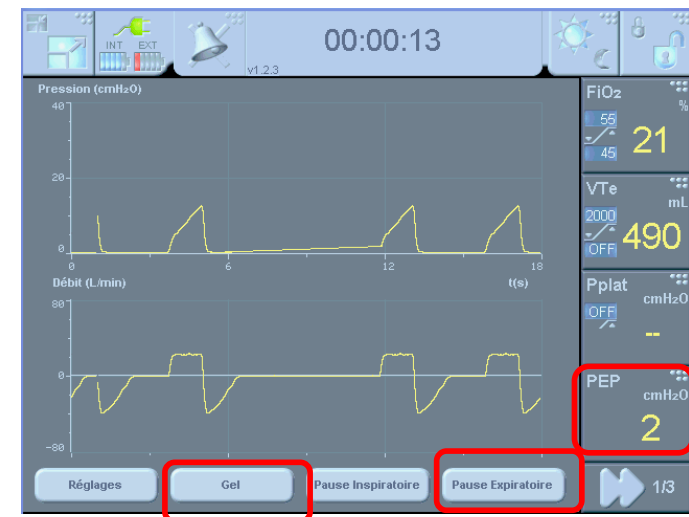 INT EXT
v1.2.3
00:00:13
Pression (cmH₂O)
40
20
0
0 6 12 18
Débit (L/min) t(s)
80
0
-80
FiO₂
%
55
45
21
VTe
mL
2000
OFF
490
Pplat
cmH₂O
OFF
--
PEP
cmH₂O
2
Réglages Gel Pause Inspiratoire Pause Expiratoire 1/3